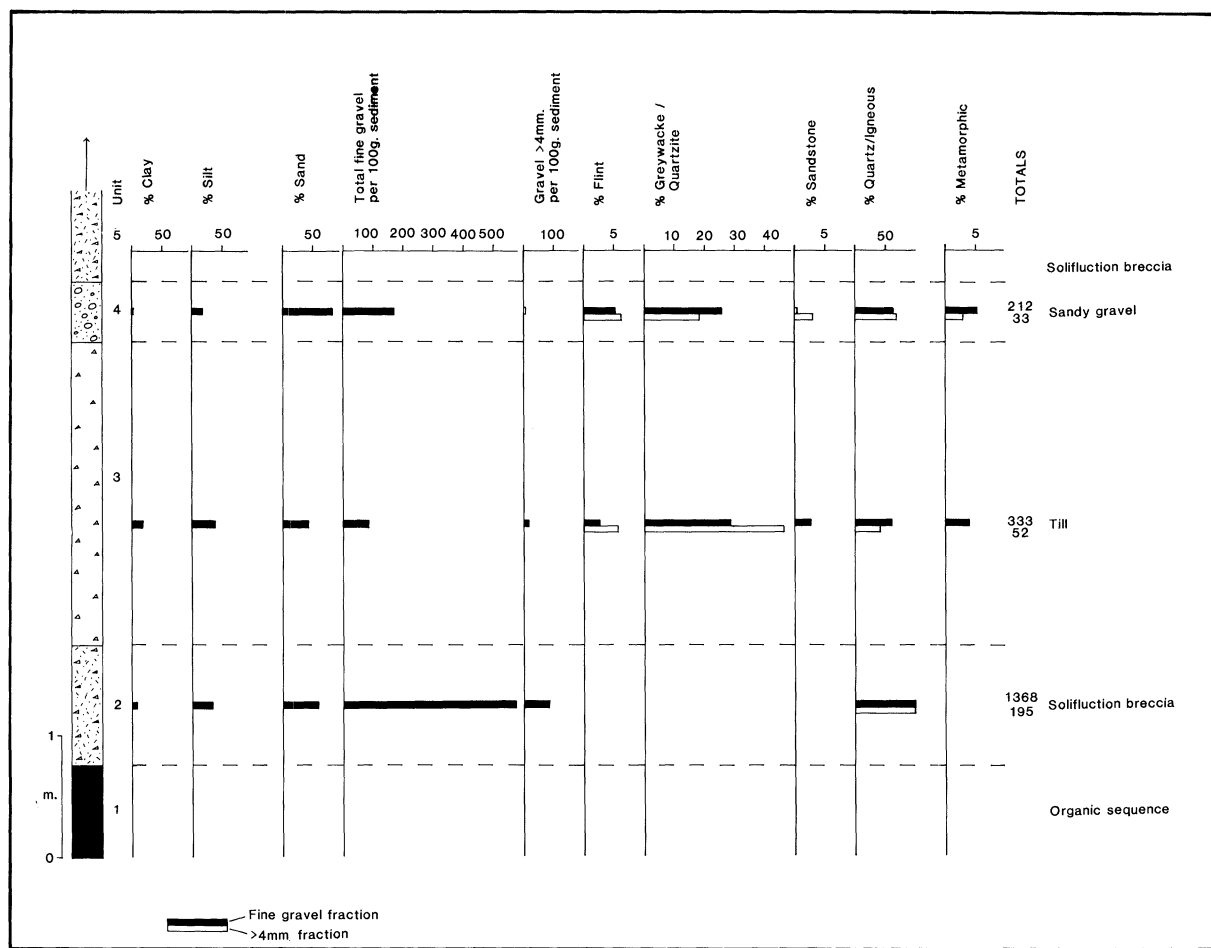 Unit
% Clay
% Silt
% Sand
Total fine gravel
per 100g. sediment
Gravel >4mm.
per 100g. sediment
% Flint
% Greywacke /
Quartzite
% Sandstone
% Quartz/Igneous
% Metamorphic
TOTALS
5
50
50
50
100 200 300 400 500
100
5
10 20 30 40
5
50
5
Solifluction breccia
4
212
33
Sandy gravel
3
333
52
Till
2
1368
195
Solifluction breccia
1
m.
0
1
Organic sequence
Fine gravel fraction
>4mm fraction